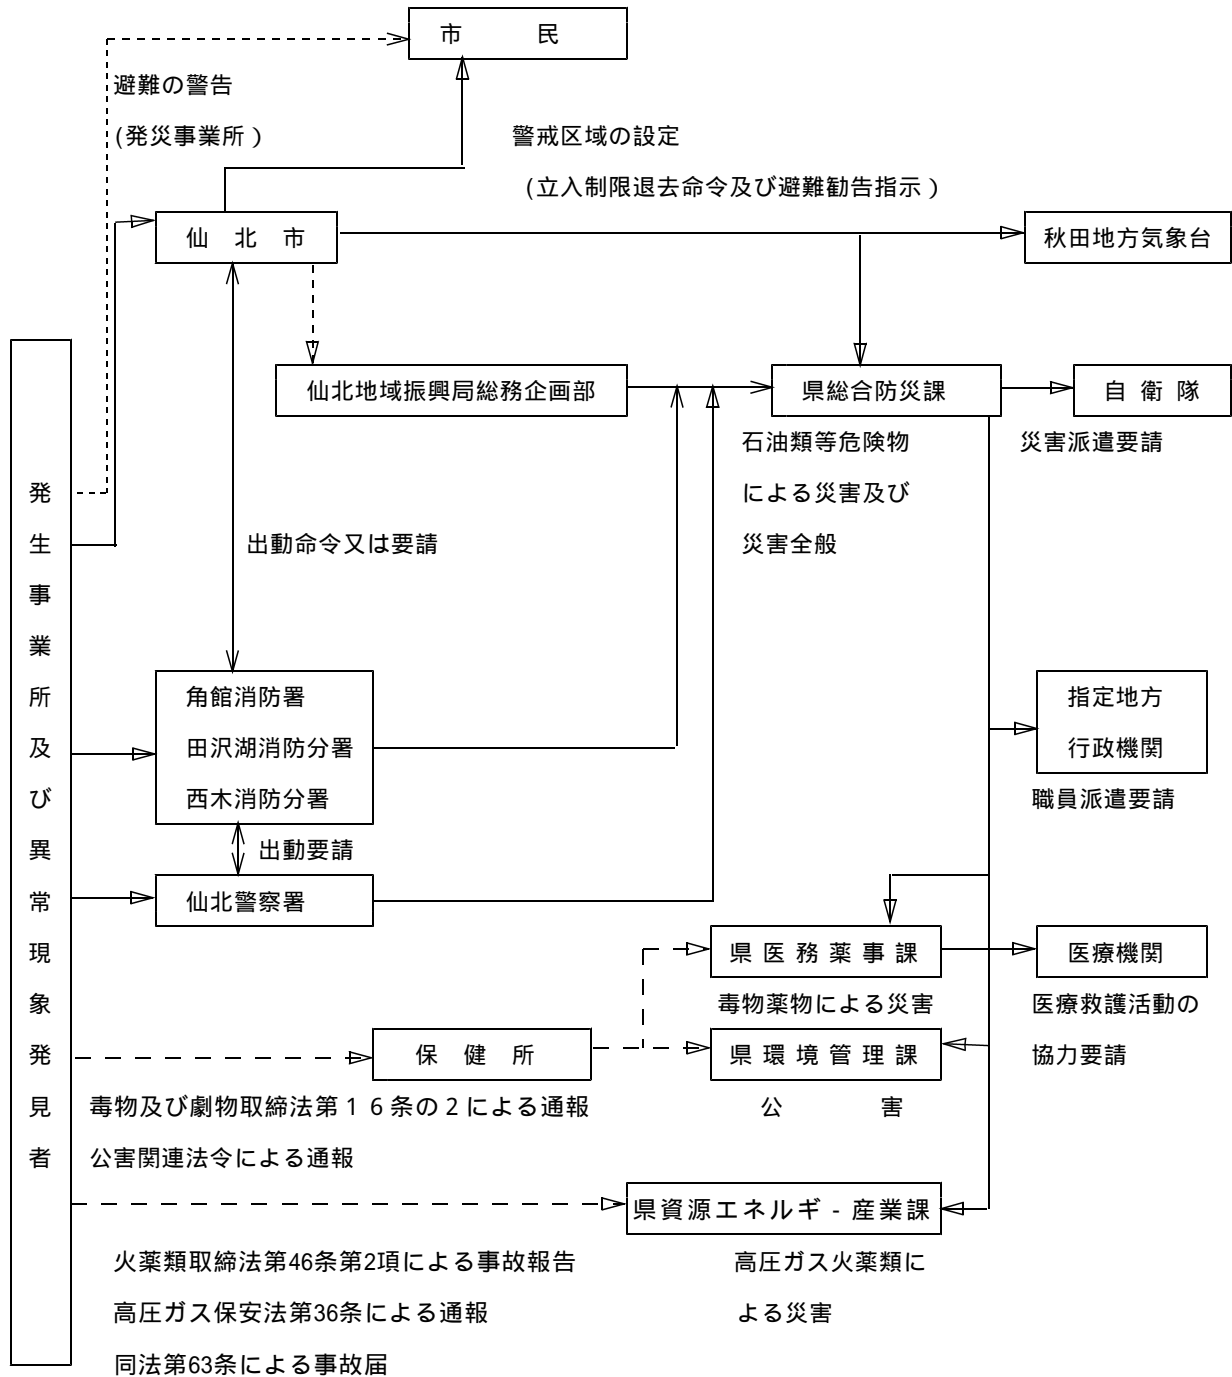 市　　　民
避難の警告
(発災事業所）
警戒区域の設定
(立入制限退去命令及び避難勧告指示）
仙　北　市
秋田地方気象台
仙北地域振興局総務企画部
県総合防災課
自 衛 隊
石油類等危険物
による災害及び
災害全般
災害派遣要請
発生事業所及び異常現象発見者
出動命令又は要請
角館消防署
田沢湖消防分署
西木消防分署
指定地方
行政機関
職員派遣要請
出動要請
仙北警察署
県 医 務 薬 事 課
医療機関
毒物薬物による災害
医療救護活動の
協力要請
保　健　所
県 環 境 管 理 課
毒物及び劇物取締法第１６条の２による通報
公　　　害
公害関連法令による通報
県資源エネルギ - 産業課
火薬類取締法第46条第2項による事故報告
高圧ガス保安法第36条による通報
同法第63条による事故届
高圧ガス火薬類に
よる災害